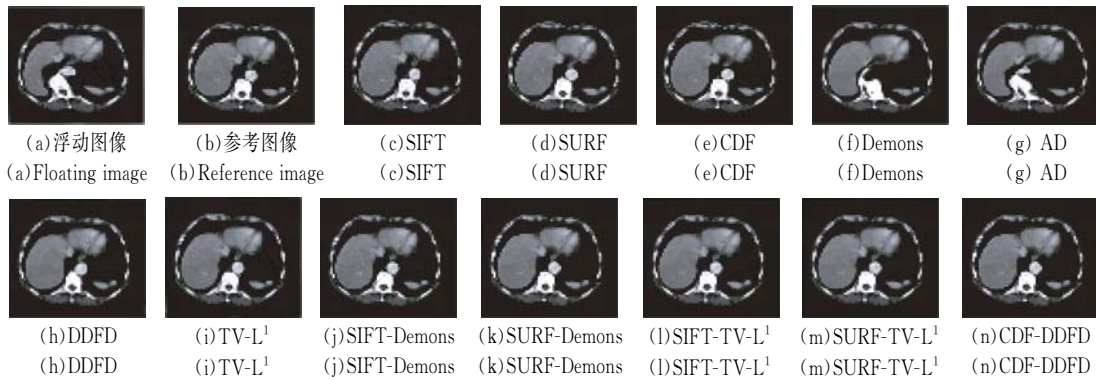 (a)浮动图像 (b)参考图像 (c)SIFT (d)SURF (e)CDF (f)Demons (g) AD
(a)Floating image (b)Reference image (c)SIFT (d)SURF (e)CDF (f)Demons (g) AD
(h)DDFD (i)TV-L¹ (j)SIFT-Demons (k)SURF-Demons (l)SIFT-TV-L¹ (m)SURF-TV-L¹ (n)CDF-DDFD
(h)DDFD (i)TV-L¹ (j)SIFT-Demons (k)SURF-Demons (l)SIFT-TV-L¹ (m)SURF-TV-L¹ (n)CDF-DDFD